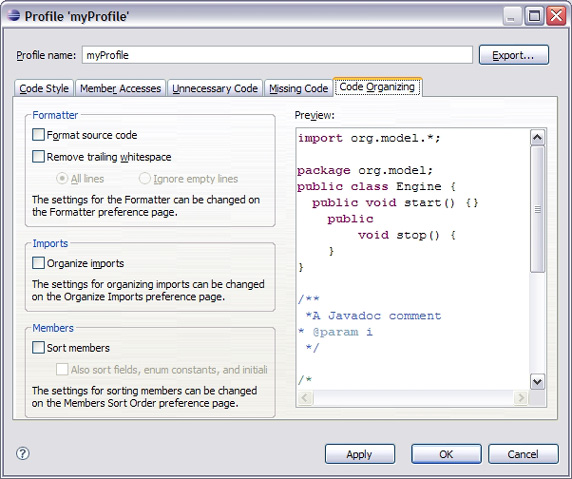 Profile 'myProfile'
Profile name: myProfile Export...
Code Style Member Accesses Unnecessary Code Missing Code Code Organizing
Formatter
Format source code
Remove trailing whitespace
All lines Ignore empty lines
The settings for the Formatter can be changed on
the Formatter preference page.
Imports
Organize imports
The settings for organizing imports can be changed
on the Organize Imports preference page.
Members
Sort members
Also sort fields, enum constants, and initiali
The settings for sorting members can be changed
on the Members Sort Order preference page.
Preview:
import org.model.*;
package org.model;
public class Engine {
public void start() {}
public
void stop() {
}
}
/**
*A Javadoc comment
* @param i
*/
/*
? Apply OK Cancel